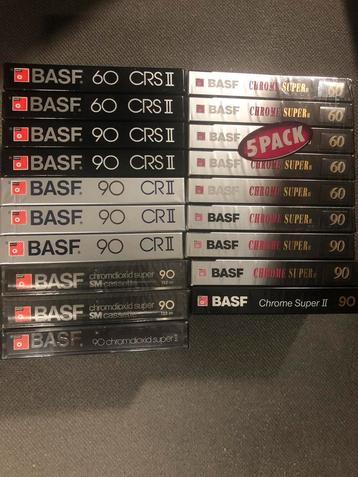 BASF 60 CRS II
BASF 60 CRS II
BASF 90 CRS II
BASF 90 CRS II
BASF 90 CR II
BASF 90 CR II
BASF 90 CR II
BASF chromdioxid super 90
SM cassette
BASF chromdioxid super 90
SM cassette
BASF 90 chromdioxid super II
BASF CHROME SUPER II 60
BASF CHROME SUPER II 60
BASF CHROME SUPER II 60
5 PACK
BASF CHROME SUPER II 60
BASF CHROME SUPER II 60
BASF CHROME SUPER II 90
BASF CHROME SUPER II 90
BASF CHROME SUPER II 90
BASF Chrome Super II 90